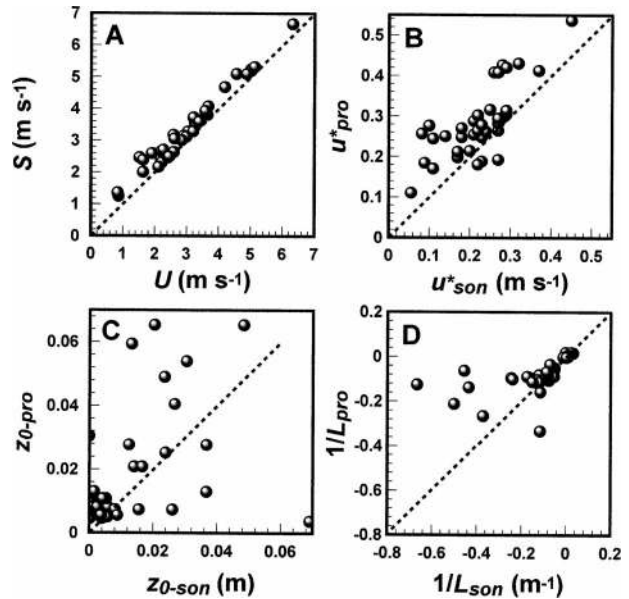 A
7
6
5
4
3
2
1
0
S (m s-1)
0 1 2 3 4 5 6 7
U (m s-1)
B
0.5
0.4
0.3
0.2
0.1
0
u*pro
0 0.1 0.2 0.3 0.4 0.5
u*son (m s-1)
C
0.06
0.04
0.02
0
z0-pro
0 0.02 0.04 0.06
z0-son (m)
D
0.2
0
-0.2
-0.4
-0.6
-0.8
1/Lpro
-0.8 -0.6 -0.4 -0.2 0 0.2
1/Lson (m-1)